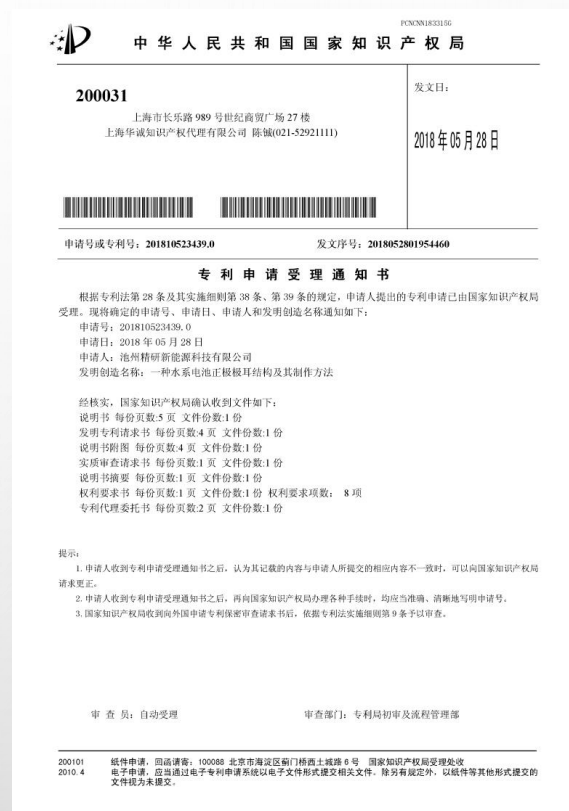 PCNCNN183315G
中华人民共和国国家知识产权局
200031
上海市长乐路 989 号世纪商贸广场 27 楼
上海华诚知识产权代理有限公司 陈铖(021-52921111)
发文日：
2018 年 05 月 28 日
申请号或专利号：201810523439.0 发文序号：2018052801954460
专利申请受理通知书
根据专利法第 28 条及其实施细则第 38 条、第 39 条的规定，申请人提出的专利申请已由国家知识产权局
受理。现将确定的申请号、申请日、申请人和发明创造名称通知如下：
申请号：201810523439.0
申请日：2018 年 05 月 28 日
申请人：池州精研新能源科技有限公司
发明创造名称：一种水系电池正极极耳结构及其制作方法
经核实，国家知识产权局确认收到文件如下：
说明书 每份页数:5 页 文件份数:1 份
发明专利请求书 每份页数:4 页 文件份数:1 份
说明书附图 每份页数:4 页 文件份数:1 份
实质审查请求书 每份页数:1 页 文件份数:1 份
说明书摘要 每份页数:1 页 文件份数:1 份
权利要求书 每份页数:1 页 文件份数:1 份 权利要求项数： 8 项
专利代理委托书 每份页数:2 页 文件份数:1 份
提示：
1. 申请人收到专利申请受理通知书之后，认为其记载的内容与申请人所提交的相应内容不一致时，可以向国家知识产权局
请求更正。
2. 申请人收到专利申请受理通知书之后，再向国家知识产权局办理各种手续时，均应当准确、清晰地写明申请号。
3. 国家知识产权局收到向外国申请专利保密审查请求书后，依据专利法实施细则第 9 条予以审查。
审 查 员：自动受理 审查部门：专利局初审及流程管理部
200101 纸件申请，回函请寄：100088 北京市海淀区蓟门桥西土城路 6 号 国家知识产权局受理处收
2010. 4 电子申请，应当通过电子专利申请系统以电子文件形式提交相关文件。除另有规定外，以纸件等其他形式提交的
文件视为未提交。